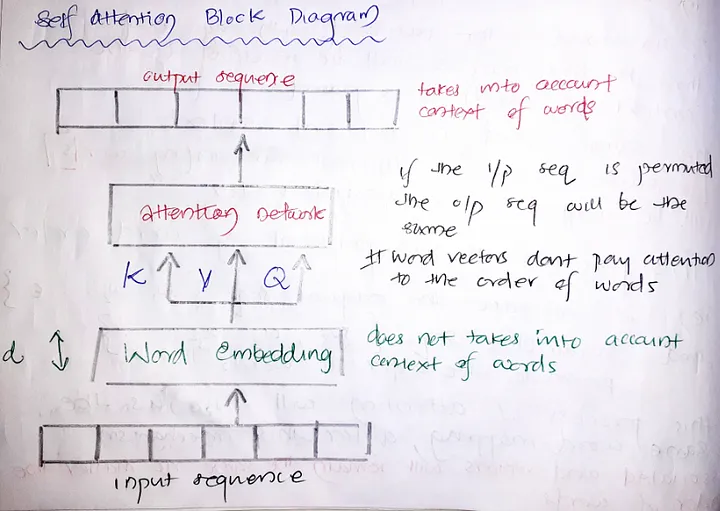 Self Attention Block Diagram
output sequence
takes into account
context of words
attention network
if the i/p seq is permuted
the o/p seq will be the
same
# word vectors dont pay attention
to the order of words
K V Q
d
Word embedding
does not takes into account
context of words
input sequence